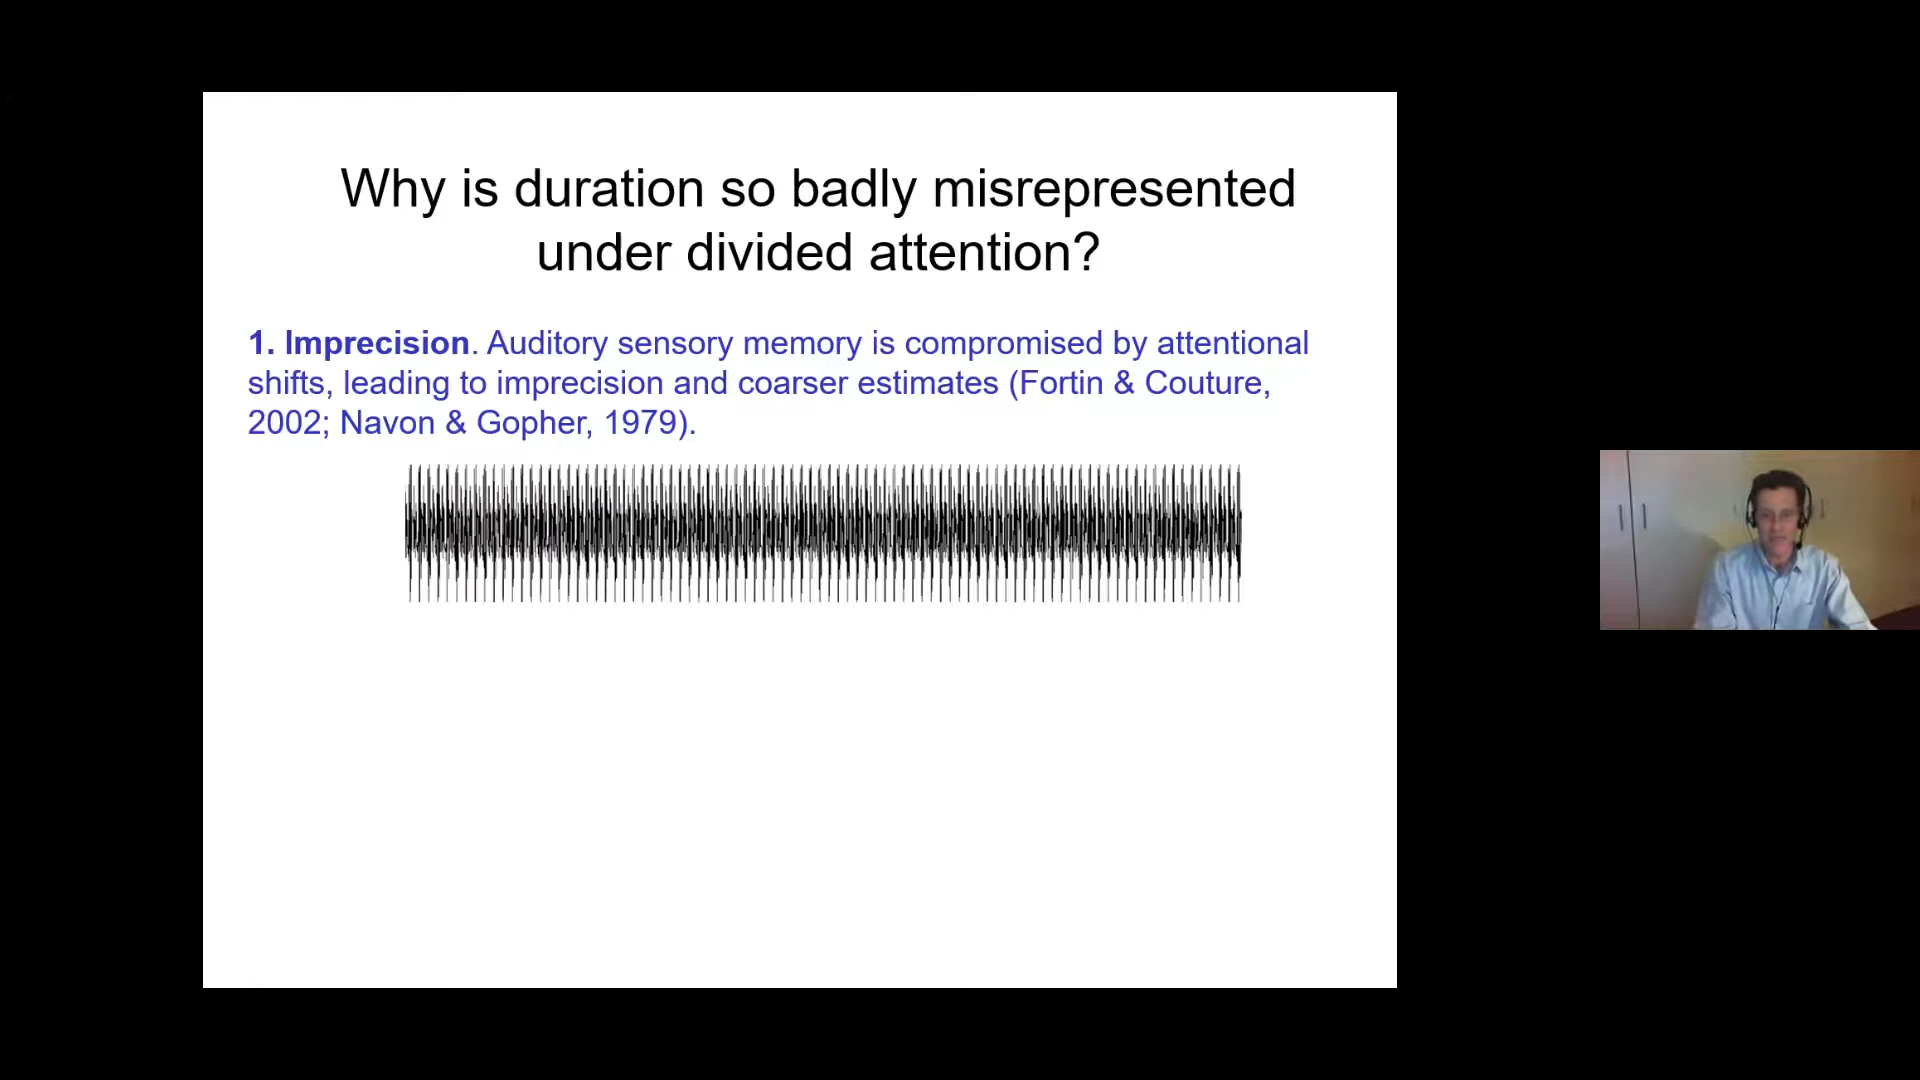 Why is duration so badly misrepresented
under divided attention?
1. Imprecision. Auditory sensory memory is compromised by attentional
shifts, leading to imprecision and coarser estimates (Fortin & Couture,
2002; Navon & Gopher, 1979).